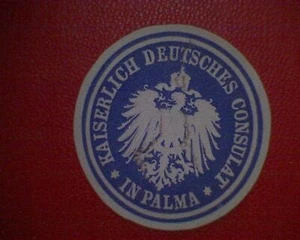 KAISERLICH DEUTSCHES CONSULAT
* IN PALMA *